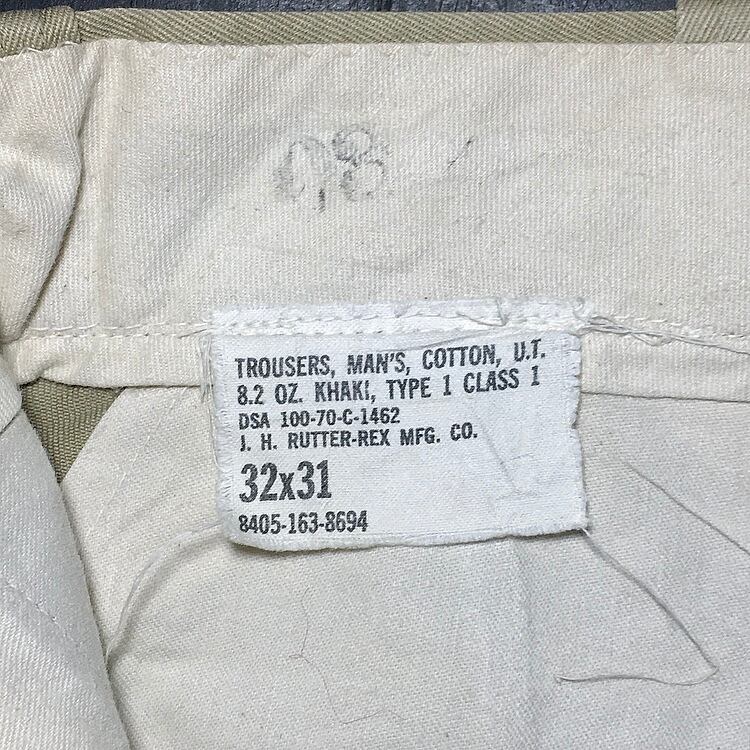 TROUSERS, MAN'S, COTTON, U.T.
8.2 OZ. KHAKI, TYPE 1 CLASS 1
DSA 100-70-C-1462
J. H. RUTTER-REX MFG. CO.
32x31
8405-163-8694